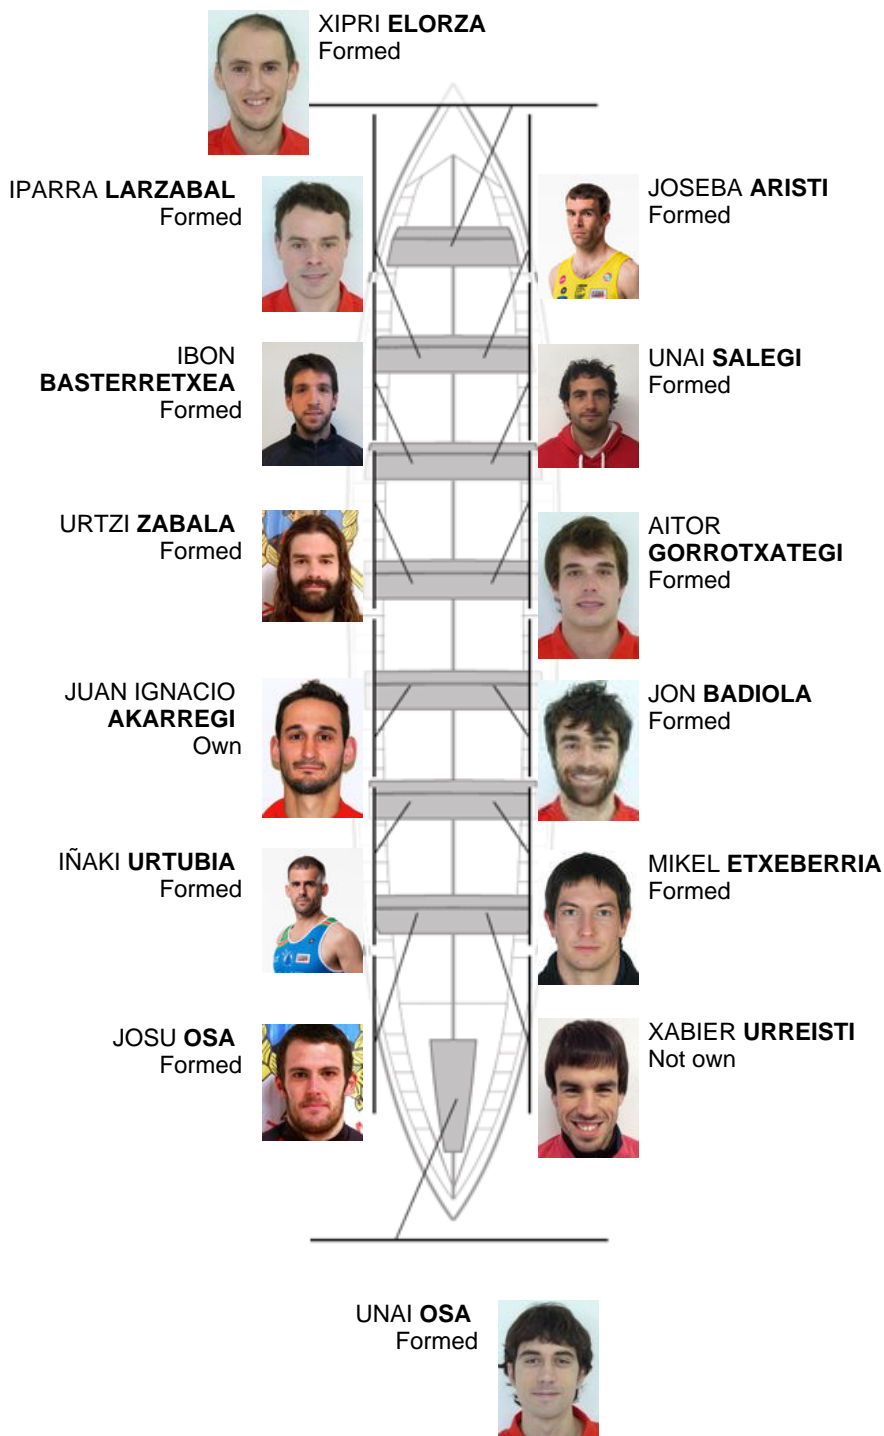 XIPRI ELORZA
Formed
IPARRA LARZABAL
Formed
JOSEBA ARISTI
Formed
IBON
BASTERRETXEA
Formed
UNAI SALEGI
Formed
URTZI ZABALA
Formed
AITOR
GORROTXATEGI
Formed
JUAN IGNACIO
AKARREGI
Own
JON BADIOLA
Formed
IÑAKI URTUBIA
Formed
MIKEL ETXEBERRIA
Formed
JOSU OSA
Formed
XABIER URREISTI
Not own
UNAI OSA
Formed